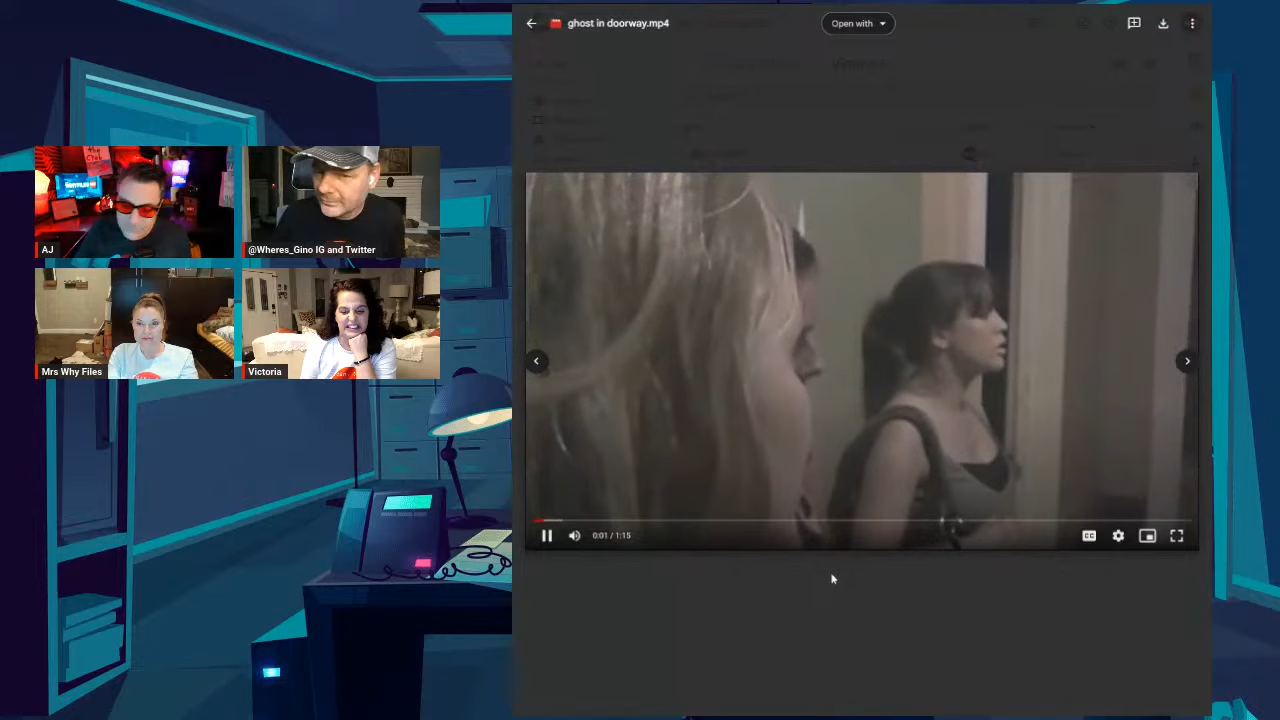 ghost in doorway.mp4
Open with
AJ
@Wheres_Gino IG and Twitter
Mrs Why Files
Victoria
0:01 / 1:15
CC